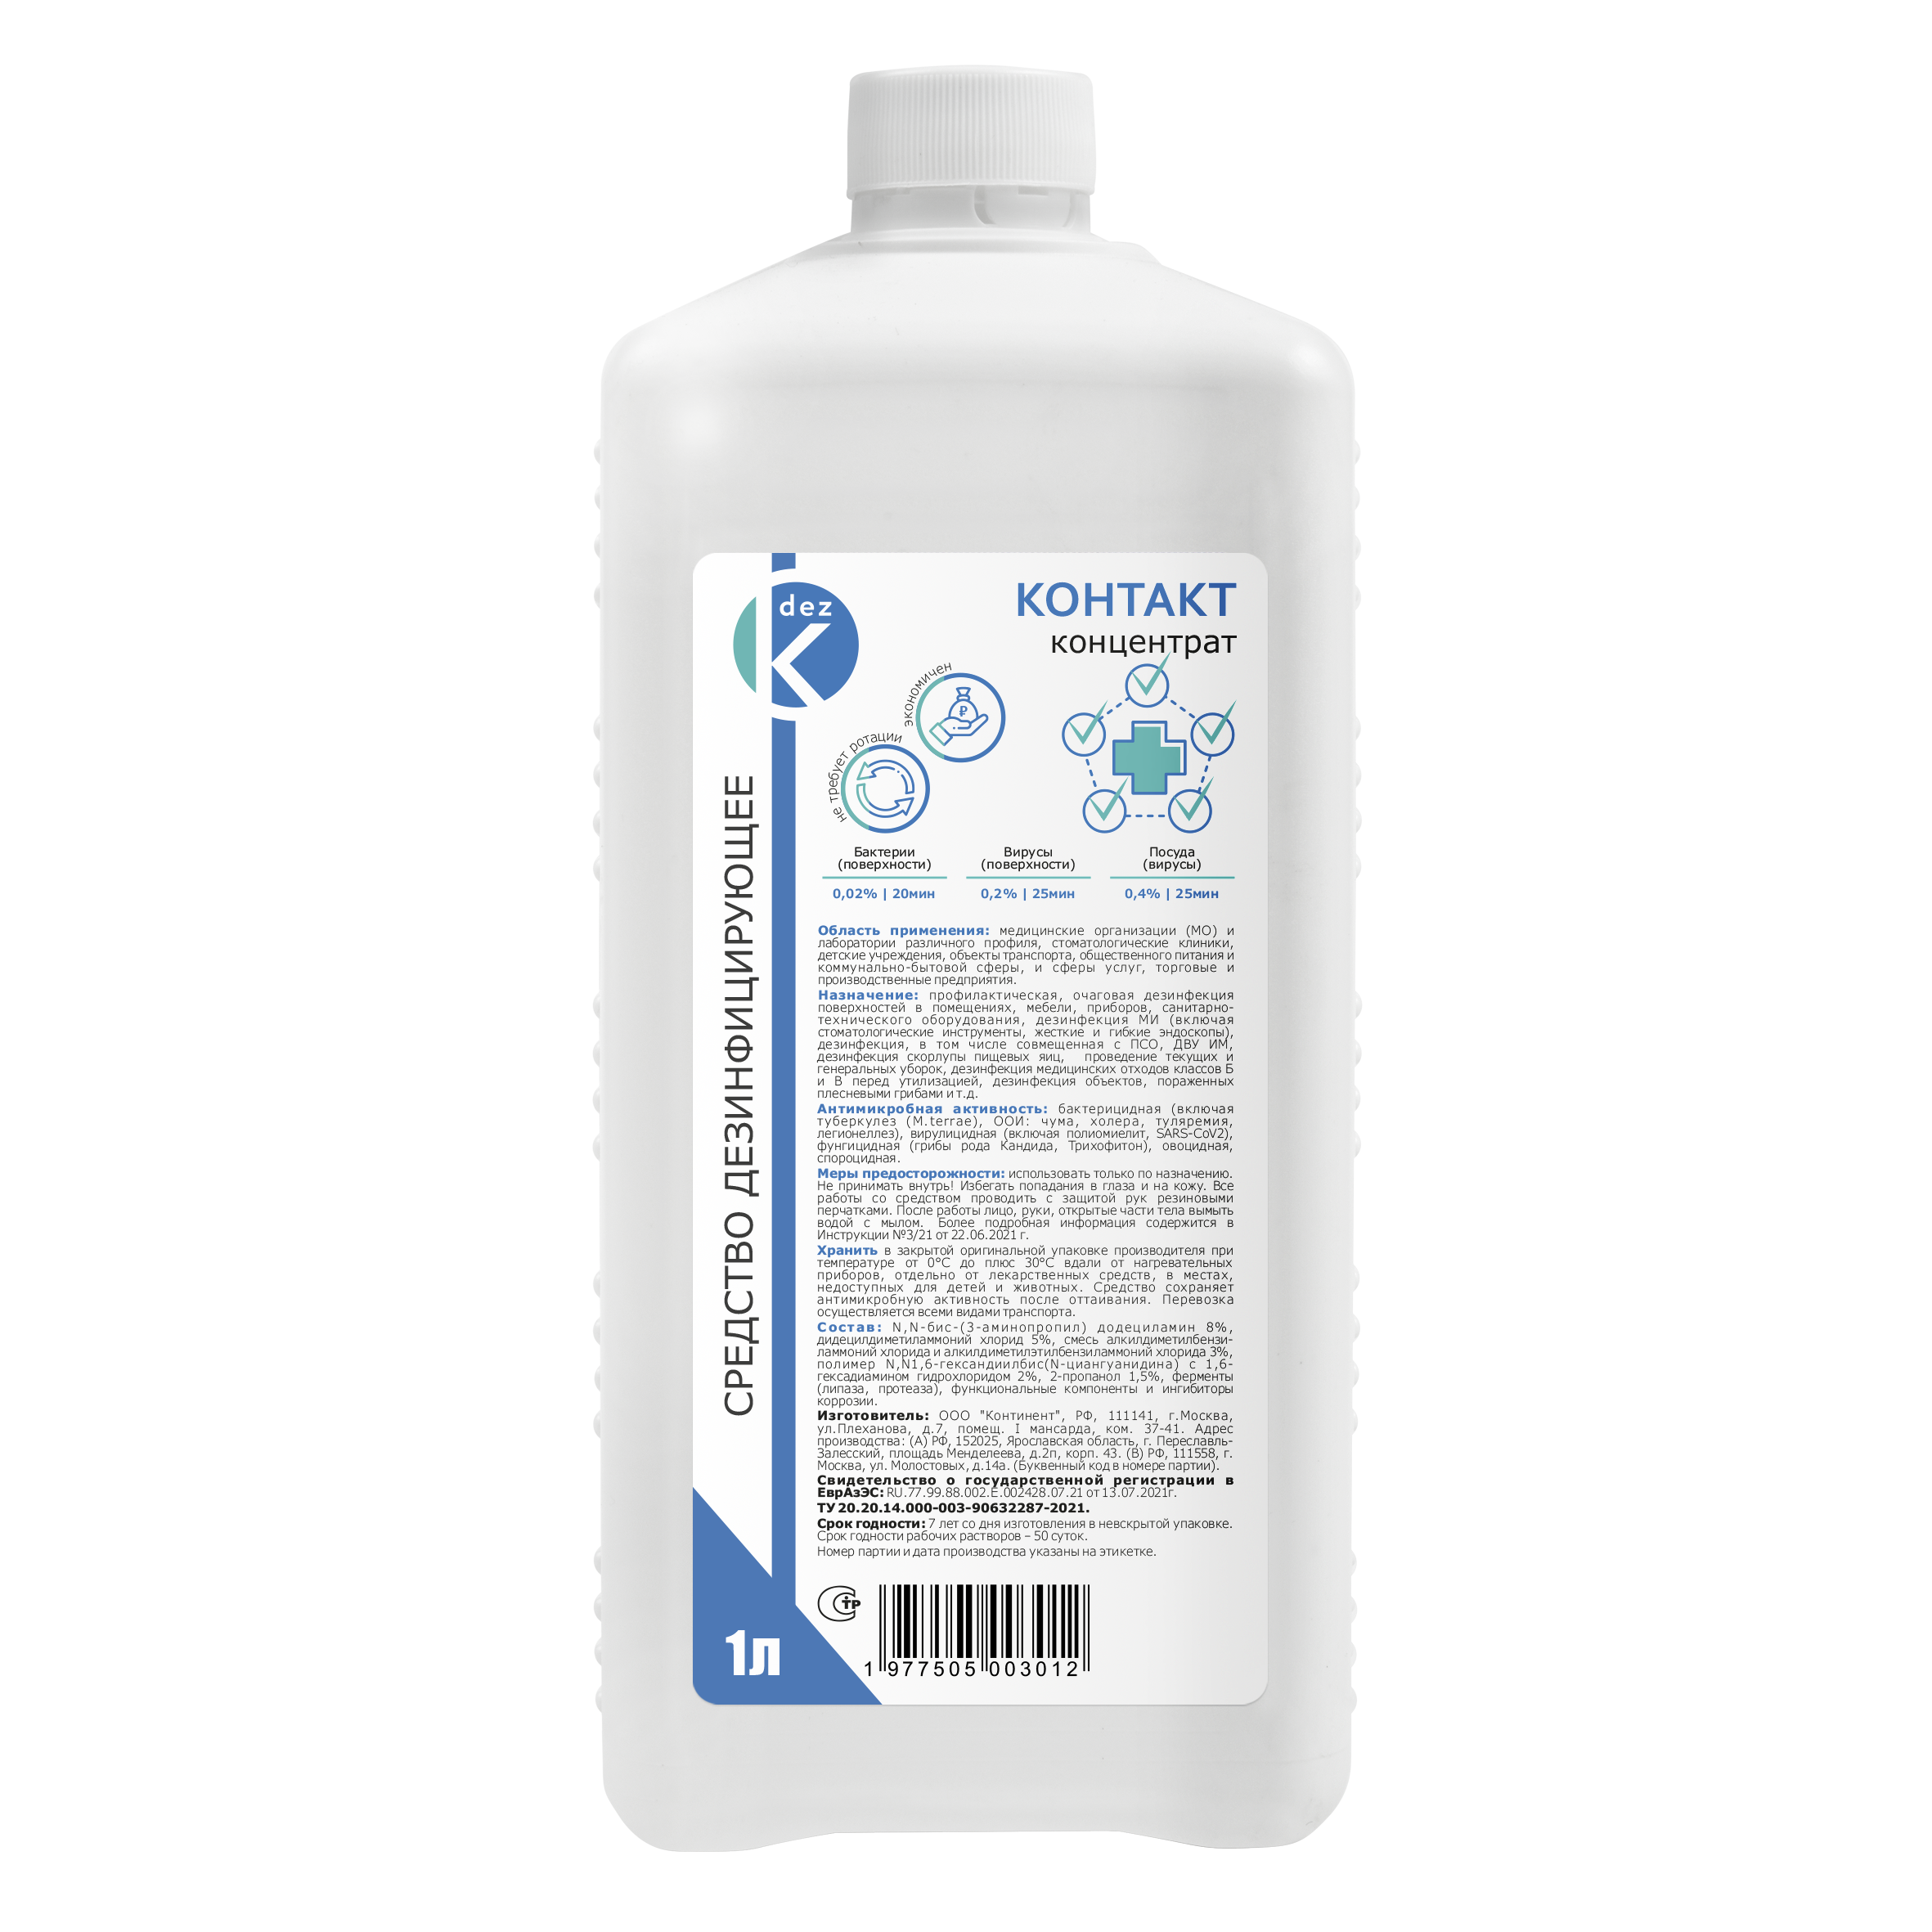 dez
K
КОНТАКТ
концентрат
экономичен
₽
не требует ротации
СРЕДСТВО ДЕЗИНФИЦИРУЮЩЕЕ
Бактерии
(поверхности)
0,02% | 20мин
Вирусы
(поверхности)
0,2% | 25мин
Посуда
(вирусы)
0,4% | 25мин
Область применения: медицинские организации (МО) и
лаборатории различного профиля, стоматологические клиники,
детские учреждения, объекты транспорта, общественного питания и
коммунально-бытовой сферы, и сферы услуг, торговые и
производственные предприятия.
Назначение: профилактическая, очаговая дезинфекция
поверхностей в помещениях, мебели, приборов, санитарно-
технического оборудования, дезинфекция МИ (включая
стоматологические инструменты, жесткие и гибкие эндоскопы),
дезинфекция, в том числе совмещенная с ПСО, ДВУ ИМ,
дезинфекция скорлупы пищевых яиц, проведение текущих и
генеральных уборок, дезинфекция медицинских отходов классов Б
и В перед утилизацией, дезинфекция объектов, пораженных
плесневыми грибами и т.д.
Антимикробная активность: бактерицидная (включая
туберкулез (M.terrae), ООИ: чума, холера, туляремия,
легионеллез), вирулицидная (включая полиомиелит, SARS-CoV2),
фунгицидная (грибы рода Кандида, Трихофитон), овоцидная,
спороцидная.
Меры предосторожности: использовать только по назначению.
Не принимать внутрь! Избегать попадания в глаза и на кожу. Все
работы со средством проводить с защитой рук резиновыми
перчатками. После работы лицо, руки, открытые части тела вымыть
водой с мылом. Более подробная информация содержится в
Инструкции №3/21 от 22.06.2021 г.
Хранить в закрытой оригинальной упаковке производителя при
температуре от 0°С до плюс 30°С вдали от нагревательных
приборов, отдельно от лекарственных средств, в местах,
недоступных для детей и животных. Средство сохраняет
антимикробную активность после оттаивания. Перевозка
осуществляется всеми видами транспорта.
Состав: N,N-бис-(3-аминопропил) додециламин 8%,
дидецилдиметиламмоний хлорид 5%, смесь алкилдиметилбензи-
ламмоний хлорида и алкилдиметилэтилбензиламмоний хлорида 3%,
полимер N,N1,6-гександиилбис(N-циангуанидина) с 1,6-
гексадиамином гидрохлоридом 2%, 2-пропанол 1,5%, ферменты
(липаза, протеаза), функциональные компоненты и ингибиторы
коррозии.
Изготовитель: ООО "Континент", РФ, 111141, г.Москва,
ул.Плеханова, д.7, помещ. I мансарда, ком. 37-41. Адрес
производства: (А) РФ, 152025, Ярославская область, г. Переславль-
Залесский, площадь Менделеева, д.2п, корп. 43. (В) РФ, 111558, г.
Москва, ул. Молостовых, д.14а. (Буквенный код в номере партии).
Свидетельство о государственной регистрации в
ЕврАзЭС: RU.77.99.88.002.Е.002428.07.21 от 13.07.2021г.
ТУ 20.20.14.000-003-90632287-2021.
Срок годности: 7 лет со дня изготовления в невскрытой упаковке.
Срок годности рабочих растворов – 50 суток.
Номер партии и дата производства указаны на этикетке.
ТР
1 977505 003012
1л